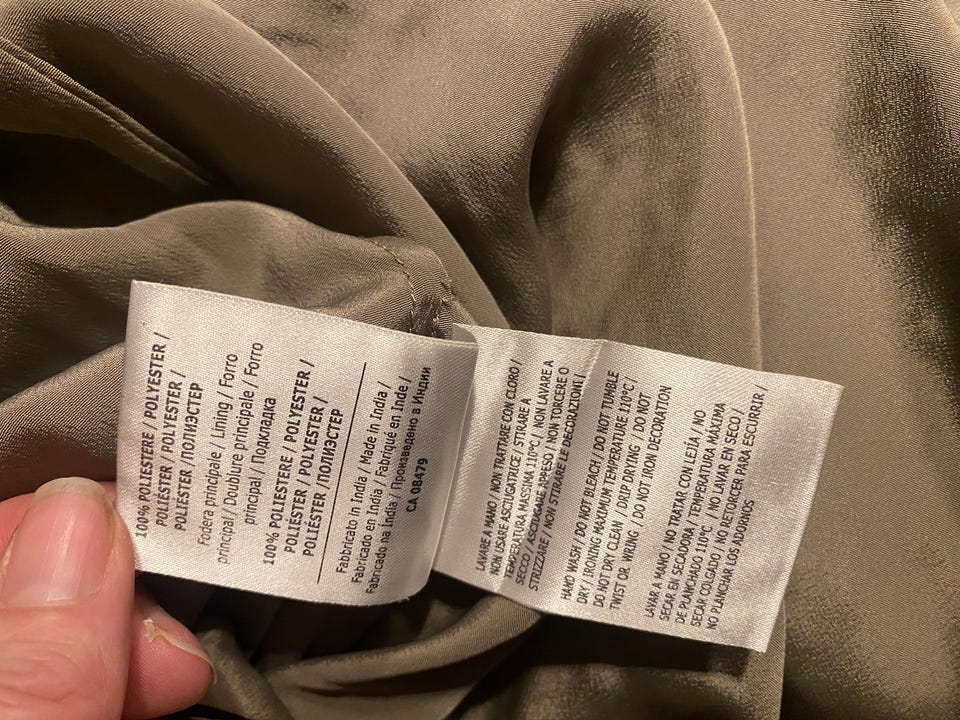 100% POLIESTERE / POLYESTER /
POLIÉSTER / POLYESTER /
POLIÉSTER / ПОЛИЭСТЕР
Fodera principale / Lining / Forro
principal / Doublure principale / Forro
principal / Подкладка
100% POLIESTERE / POLYESTER /
POLIÉSTER / POLYESTER /
POLIÉSTER / ПОЛИЭСТЕР
Fabbricato in India / Made in India /
Fabricado en India / Fabriqué en Inde /
Fabricado na Índia / Произведено в Индии
CA 08479
LAVARE A MANO / NON TRATTARE CON CLORO /
NON USARE ASCIUGATRICE / STIRARE A
TEMPERATURA MASSIMA 110°C / NON LAVARE A
SECCO / ASCIUGARE APPESO / NON TORCERE O
STRIZZARE / NON STIRARE LE DECORAZIONI /
HAND WASH / DO NOT BLEACH / DO NOT TUMBLE
DRY / IRONING MAXIMUM TEMPERATURE 110°C /
DO NOT DRY CLEAN / DRIP DRYING / DO NOT
TWIST OR WRING / DO NOT IRON DECORATION
LAVAR A MANO / NO TRATAR CON LEJÍA / NO
SECAR EN SECADORA / TEMPERATURA MÁXIMA
DE PLANCHADO 110°C / NO LAVAR EN SECO /
SECAR COLGADO / NO RETORCER PARA ESCURRIR /
NO PLANCHAR LOS ADORNOS